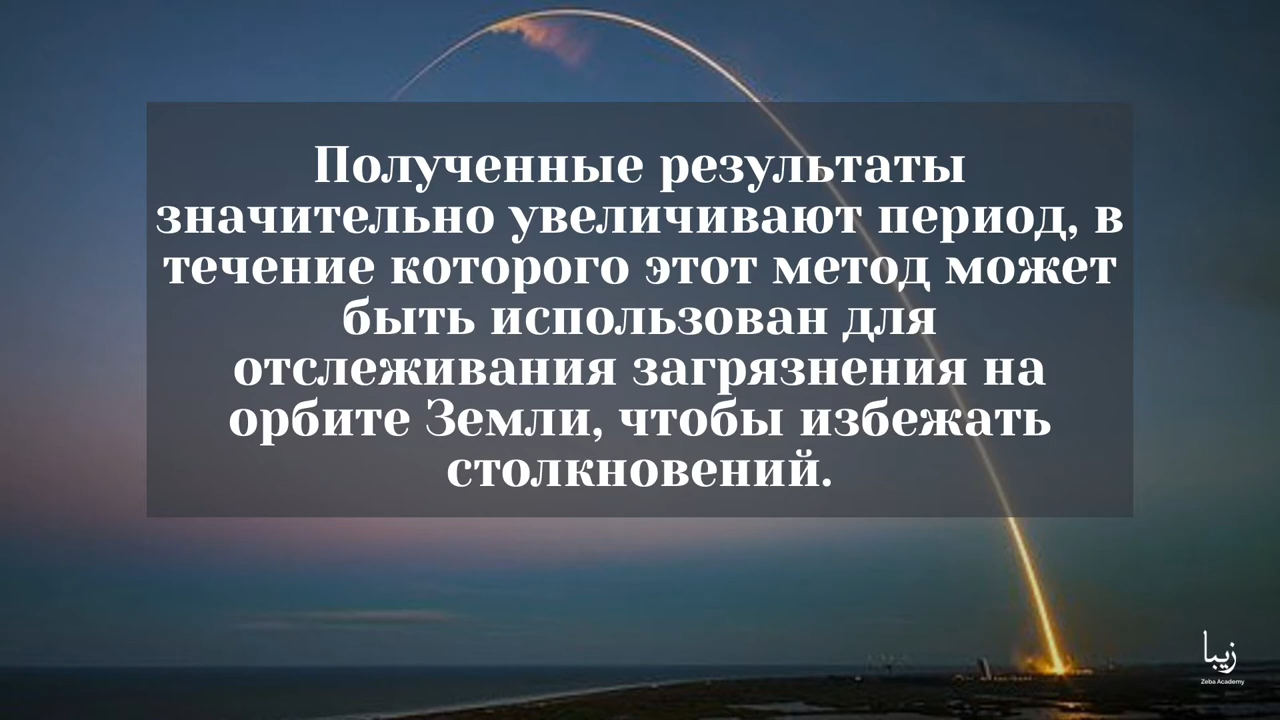 Полученные результаты
значительно увеличивают период, в
течение которого этот метод может
быть использован для
отслеживания загрязнения на
орбите Земли, чтобы избежать
столкновений.
زیبا
Zeba Academy